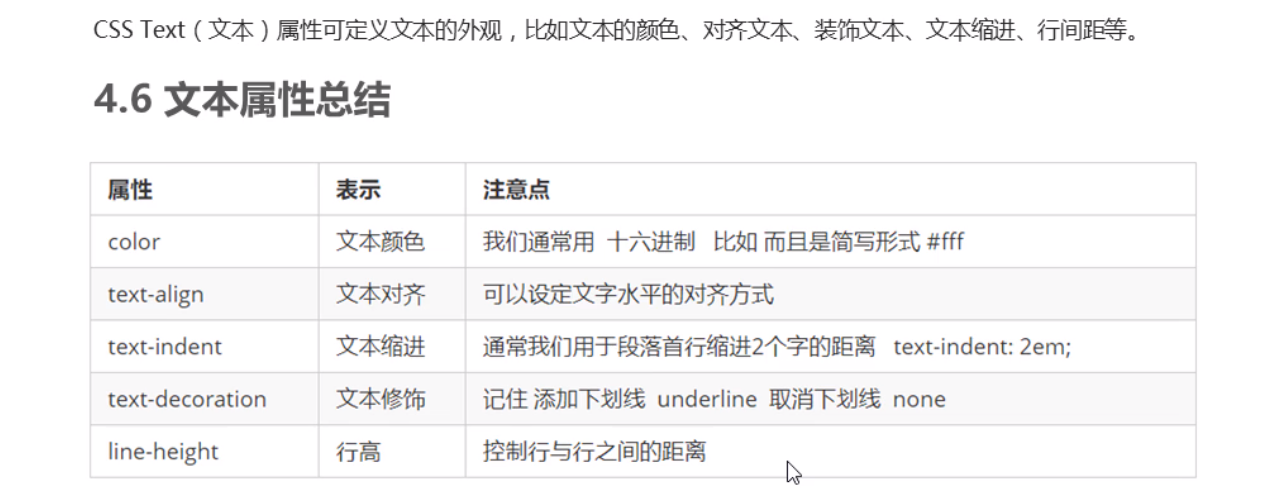 CSS Text（文本）属性可定义文本的外观，比如文本的颜色、对齐文本、装饰文本、文本缩进、行间距等。
4.6 文本属性总结
属性 表示 注意点
color 文本颜色 我们通常用 十六进制 比如 而且是简写形式 #fff
text-align 文本对齐 可以设定文字水平的对齐方式
text-indent 文本缩进 通常我们用于段落首行缩进2个字的距离 text-indent: 2em;
text-decoration 文本修饰 记住 添加下划线 underline 取消下划线 none
line-height 行高 控制行与行之间的距离